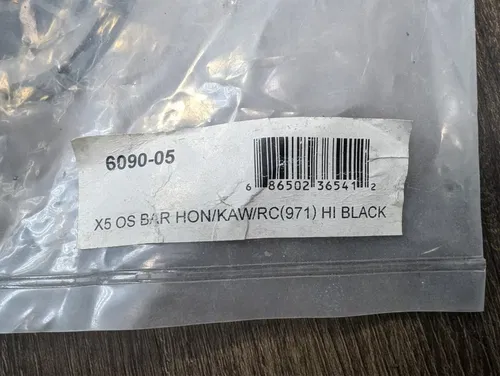 6090-05
6 86502 36541 2
X5 OS BAR HON/KAW/RC(971) HI BLACK